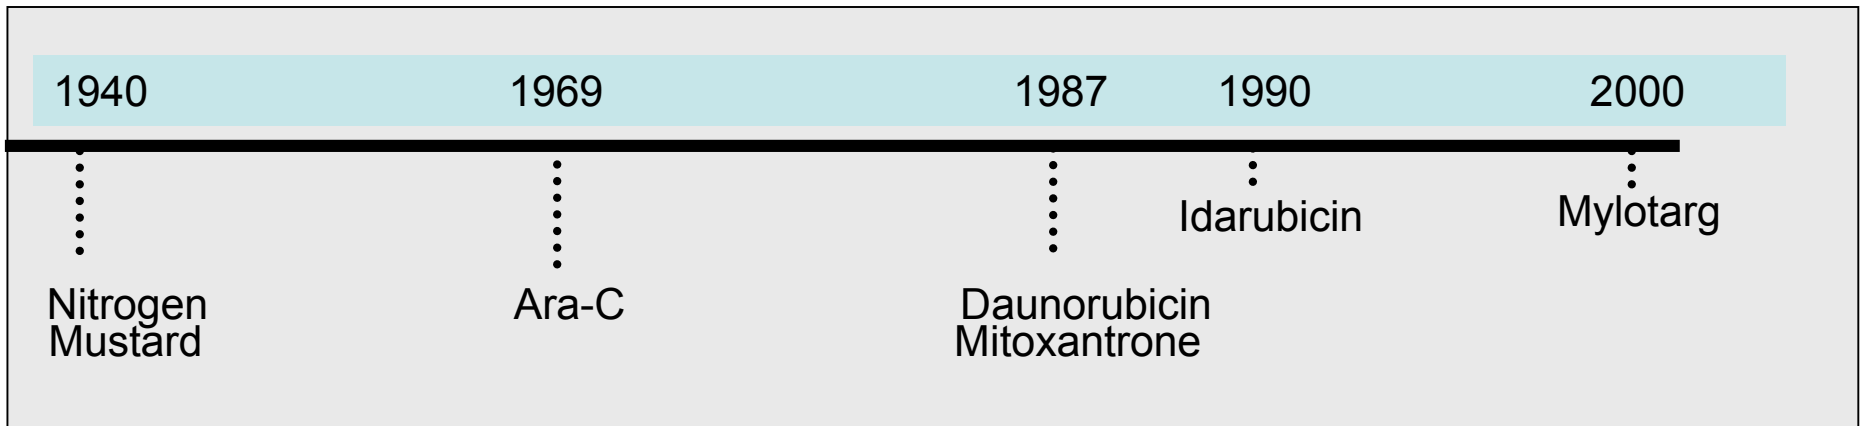 1940 1969 1987 1990 2000
Idarubicin Mylotarg
Nitrogen Ara-C Daunorubicin
Mustard Mitoxantrone